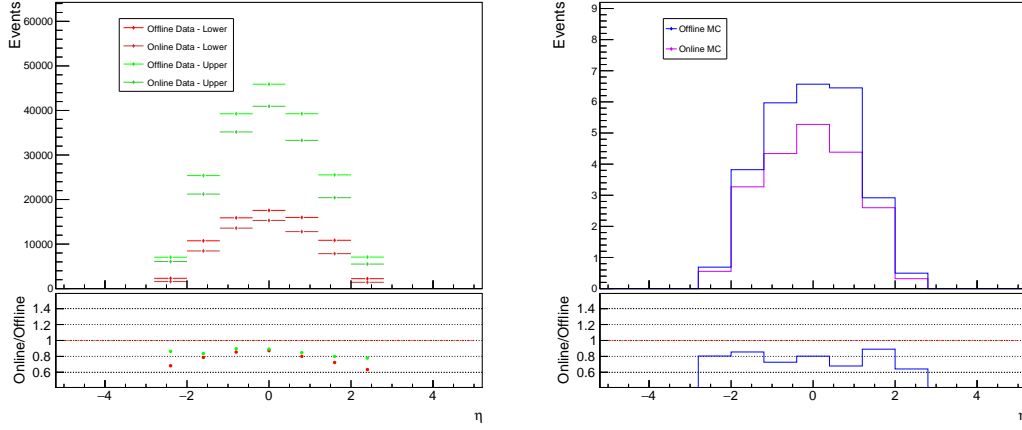 Events
60000
50000
40000
30000
20000
10000
0
Offline Data - Lower
Online Data - Lower
Offline Data - Upper
Online Data - Upper
Online/Offline
1.4
1.2
1
0.8
0.6
−4 −2 0 2 4
η
Events
9
8
7
6
5
4
3
2
1
0
Offline MC
Online MC
Online/Offline
1.4
1.2
1
0.8
0.6
−4 −2 0 2 4